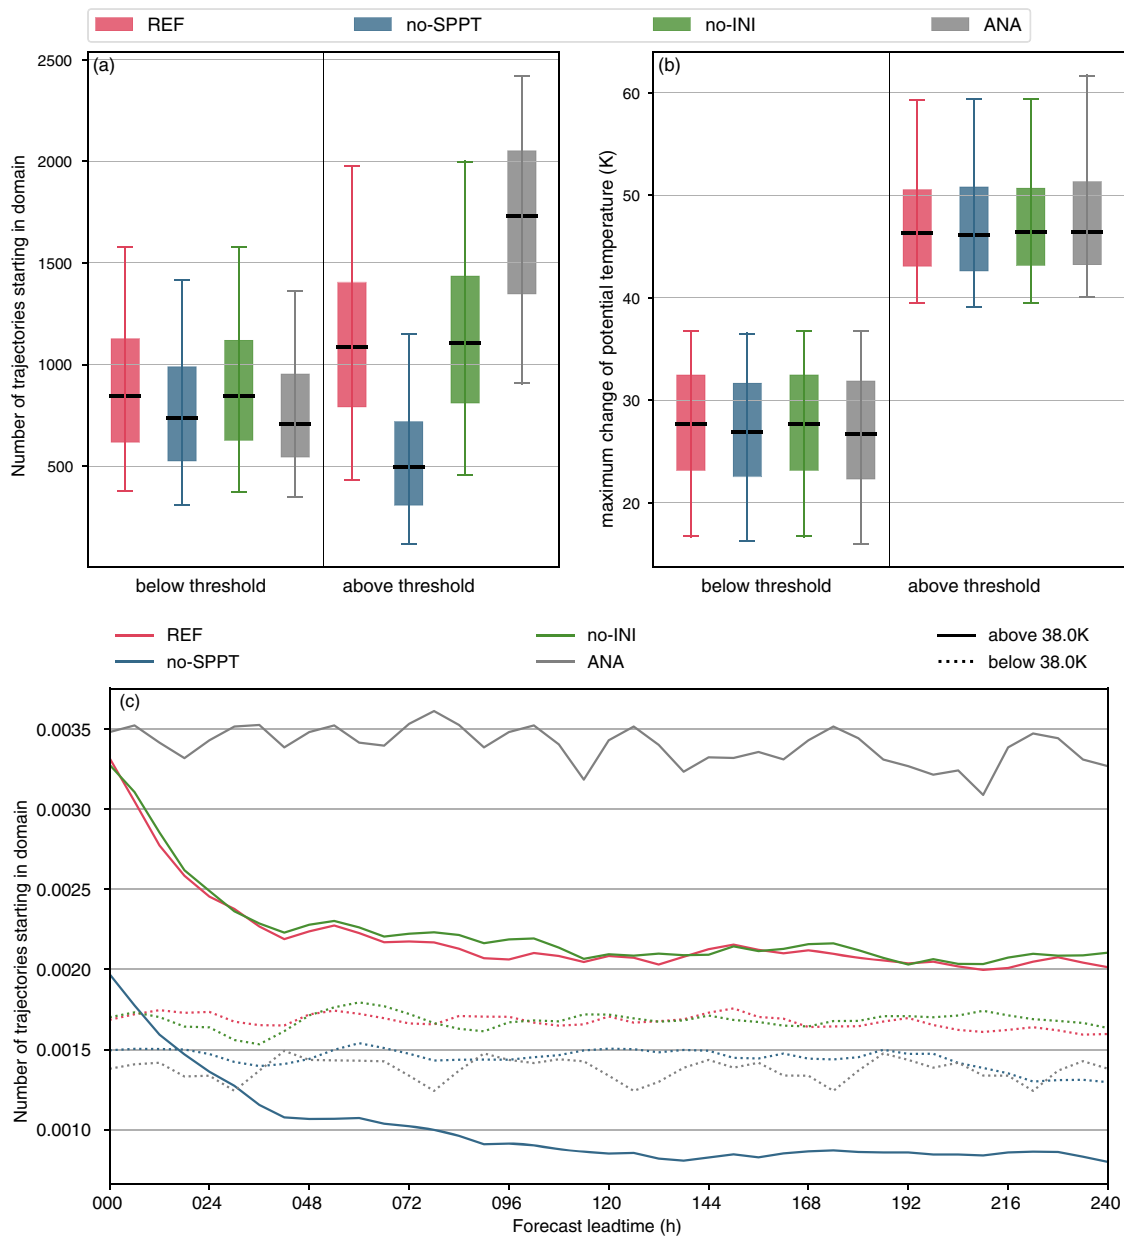 REF no-SPPT no-INI ANA
(a)
Number of trajectories starting in domain
2500
2000
1500
1000
500
below threshold above threshold
(b)
maximum change of potential temperature (K)
60
50
40
30
20
below threshold above threshold
REF no-INI above 38.0K
no-SPPT ANA below 38.0K
(c)
Number of trajectories starting in domain
0.0035
0.0030
0.0025
0.0020
0.0015
0.0010
000 024 048 072 096 120 144 168 192 216 240
Forecast leadtime (h)